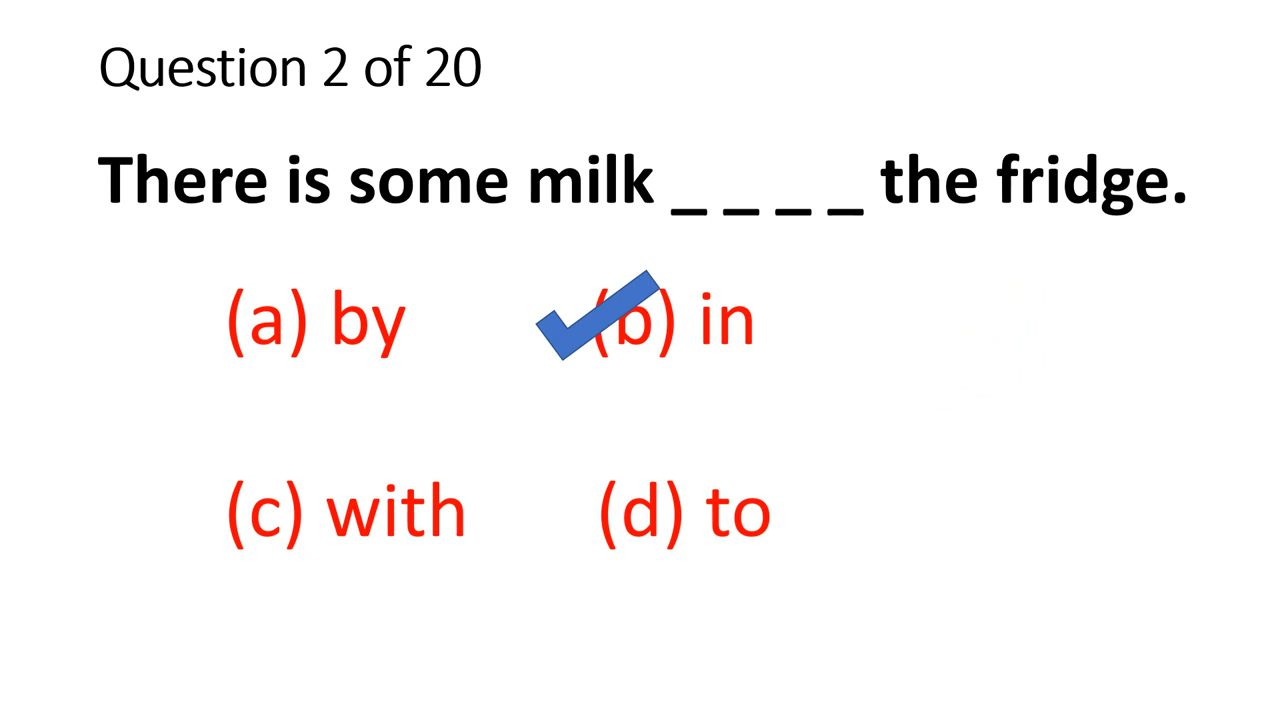 Question 2 of 20
There is some milk _ _ _ _ the fridge.
(a) by (b) in
(c) with (d) to